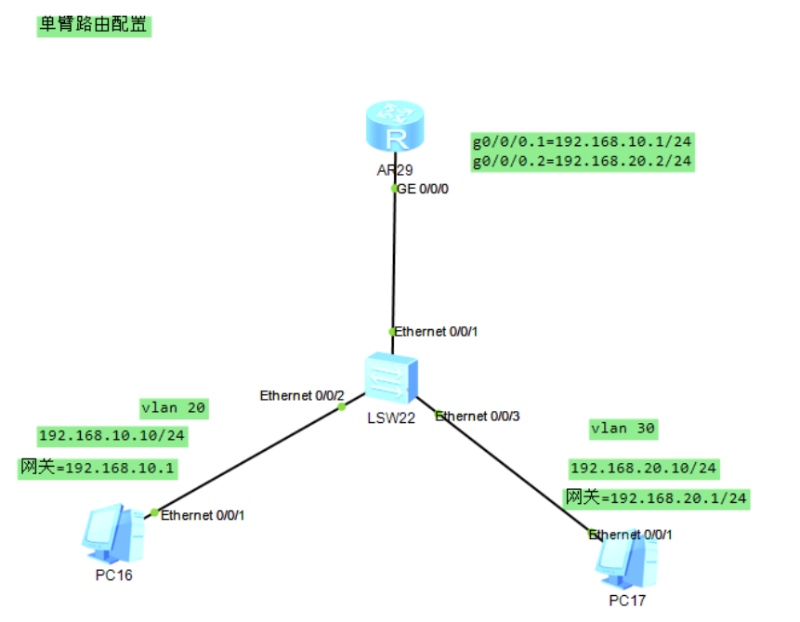 单臂路由配置
g0/0/0.1=192.168.10.1/24
g0/0/0.2=192.168.20.2/24
R
AR29
GE 0/0/0
Ethernet 0/0/1
Ethernet 0/0/2
LSW22
Ethernet 0/0/3
vlan 20
192.168.10.10/24
网关=192.168.10.1
vlan 30
192.168.20.10/24
网关=192.168.20.1/24
Ethernet 0/0/1
PC16
Ethernet 0/0/1
PC17